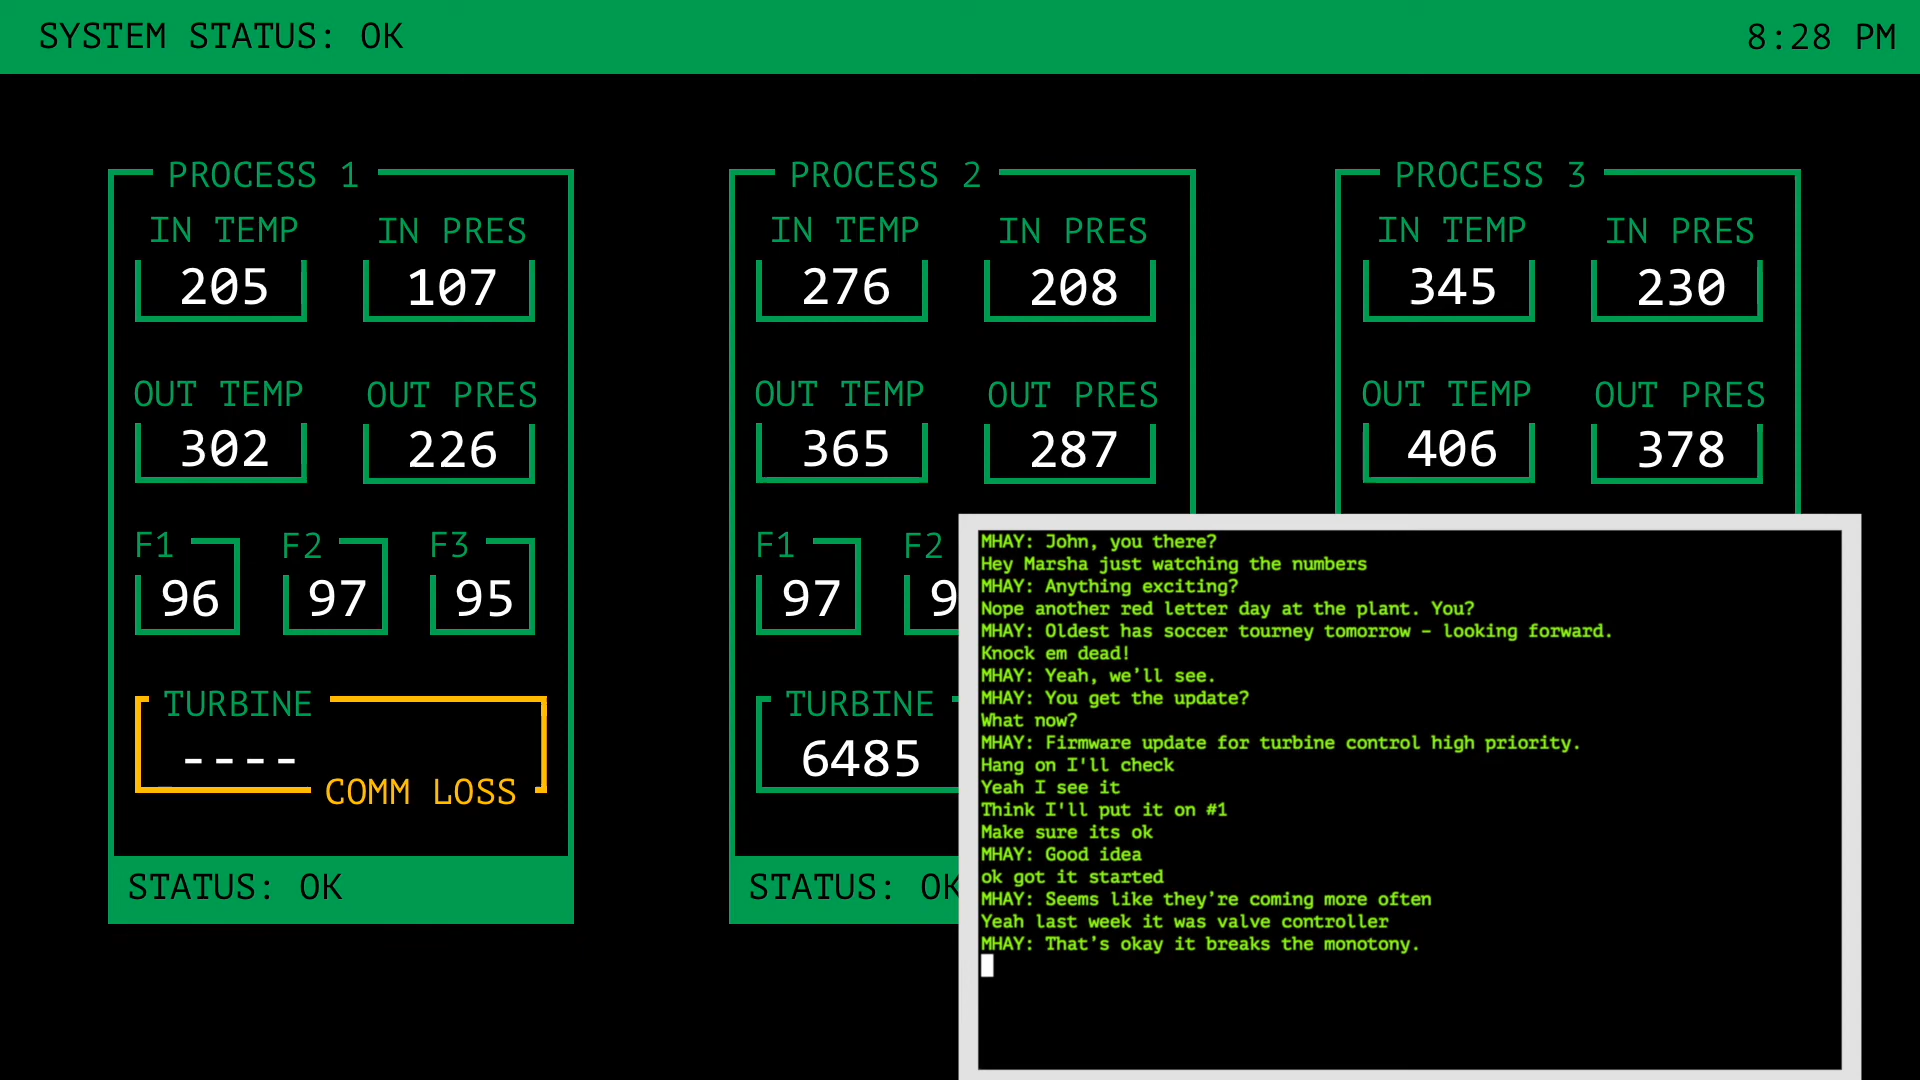 SYSTEM STATUS: OK 8:28 PM
PROCESS 1 PROCESS 2 PROCESS 3
IN TEMP IN PRES IN TEMP IN PRES IN TEMP IN PRES
205 107 276 208 345 230
OUT TEMP OUT PRES OUT TEMP OUT PRES OUT TEMP OUT PRES
302 226 365 287 406 378
F1 F2 F3 F1 F2
96 97 95 97 9
TURBINE TURBINE
---- 6485
COMM LOSS
STATUS: OK STATUS: OK
MHAY: John, you there?
Hey Marsha just watching the numbers
MHAY: Anything exciting?
Nope another red letter day at the plant. You?
MHAY: Oldest has soccer tourney tomorrow – looking forward.
Knock em dead!
MHAY: Yeah, we’ll see.
MHAY: You get the update?
What now?
MHAY: Firmware update for turbine control high priority.
Hang on I'll check
Yeah I see it
Think I'll put it on #1
Make sure its ok
MHAY: Good idea
ok got it started
MHAY: Seems like they’re coming more often
Yeah last week it was valve controller
MHAY: That’s okay it breaks the monotony.